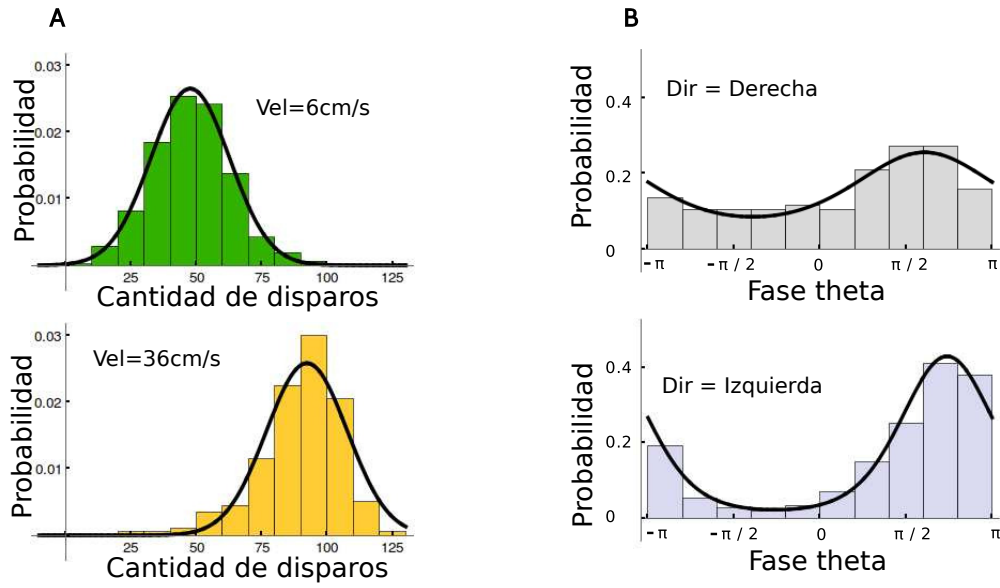 A
Probabilidad
0.03
0.02
0.01
Vel=6cm/s
25 50 75 100 125
Cantidad de disparos
Probabilidad
0.03
0.02
0.01
Vel=36cm/s
25 50 75 100 125
Cantidad de disparos
B
Probabilidad
0.4
0.2
0
Dir = Derecha
-π -π / 2 0 π / 2 π
Fase theta
Probabilidad
0.4
0.2
0
Dir = Izquierda
-π -π / 2 0 π / 2 π
Fase theta